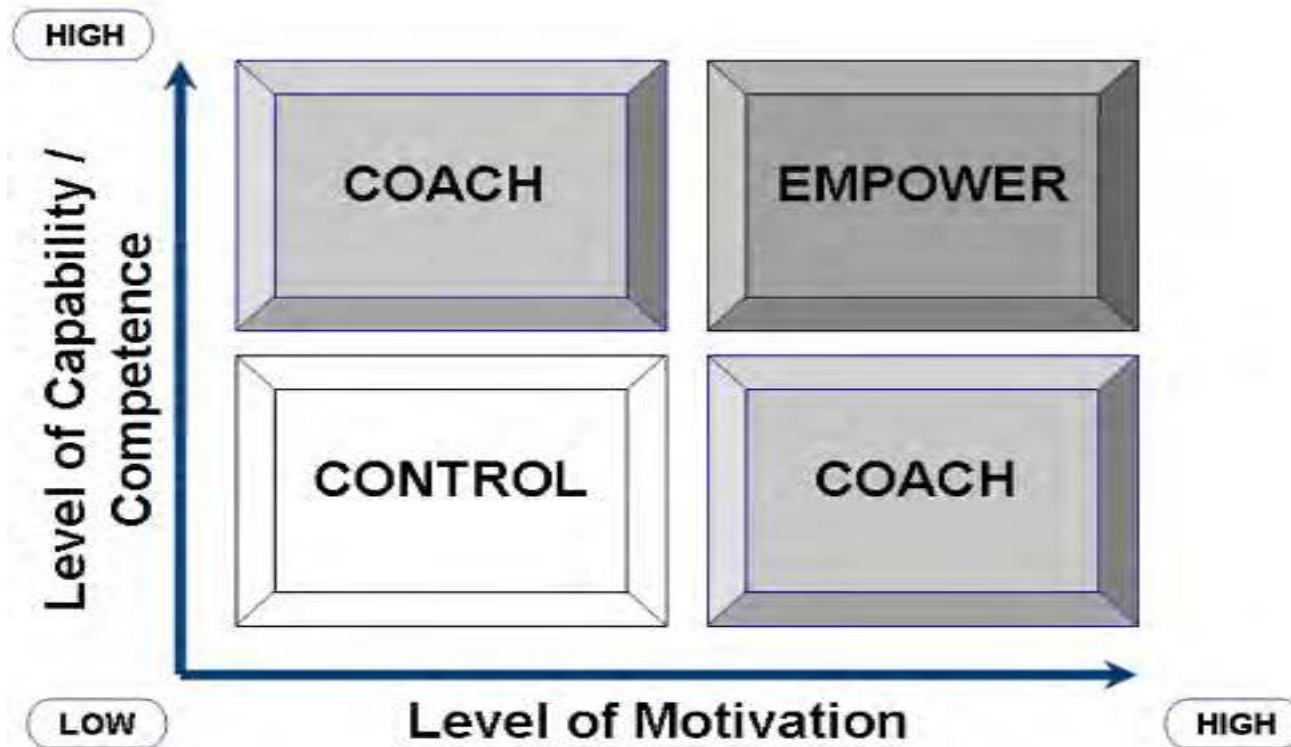 HIGH
Level of Capability /
Competence
COACH
EMPOWER
CONTROL
COACH
LOW
Level of Motivation
HIGH